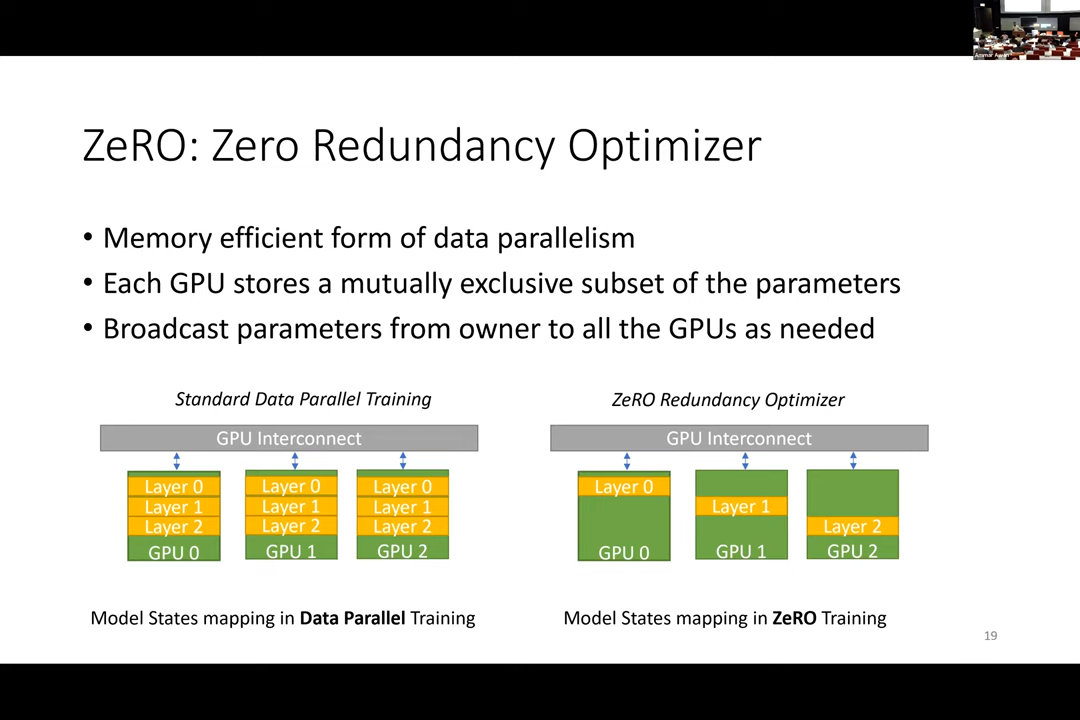 Ammar Awan
ZeRO: Zero Redundancy Optimizer
• Memory efficient form of data parallelism
• Each GPU stores a mutually exclusive subset of the parameters
• Broadcast parameters from owner to all the GPUs as needed
Standard Data Parallel Training
GPU Interconnect
Layer 0
Layer 1
Layer 2
GPU 0
Layer 0
Layer 1
Layer 2
GPU 1
Layer 0
Layer 1
Layer 2
GPU 2
Model States mapping in Data Parallel Training
ZeRO Redundancy Optimizer
GPU Interconnect
Layer 0
GPU 0
Layer 1
GPU 1
Layer 2
GPU 2
Model States mapping in ZeRO Training
19